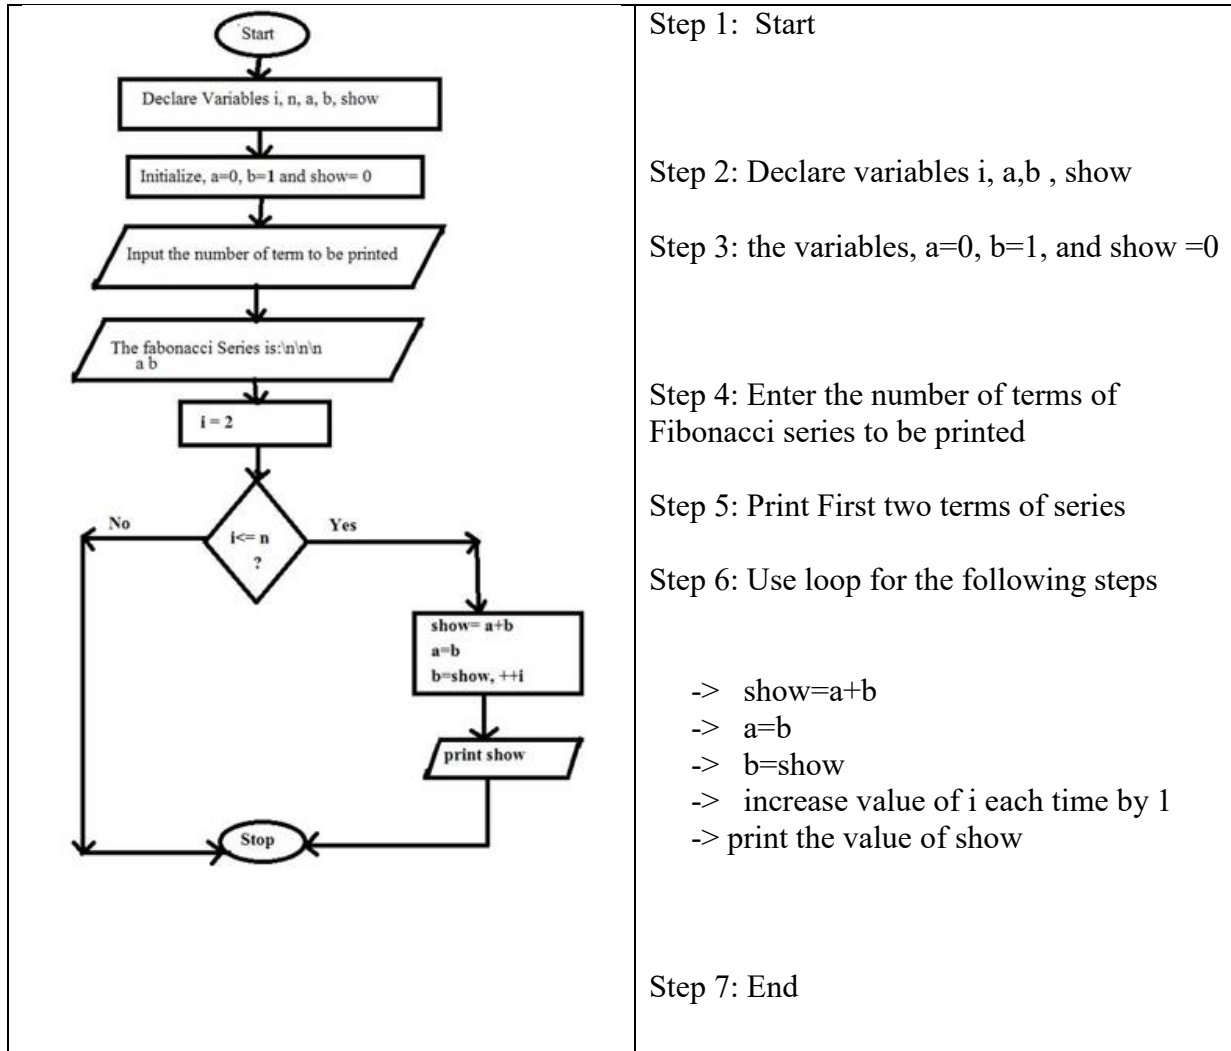 Start
Declare Variables i, n, a, b, show
Initialize, a=0, b=1 and show= 0
Input the number of term to be printed
The fabonacci Series is:\n\n\n
a b
i = 2
No
Yes
i<= n
?
show= a+b
a=b
b=show, ++i
print show
Stop
Step 1:  Start
Step 2: Declare variables i, a,b , show
Step 3: the variables, a=0, b=1, and show =0
Step 4: Enter the number of terms of
Fibonacci series to be printed
Step 5: Print First two terms of series
Step 6: Use loop for the following steps
->   show=a+b
->   a=b
->   b=show
->   increase value of i each time by 1
-> print the value of show
Step 7: End